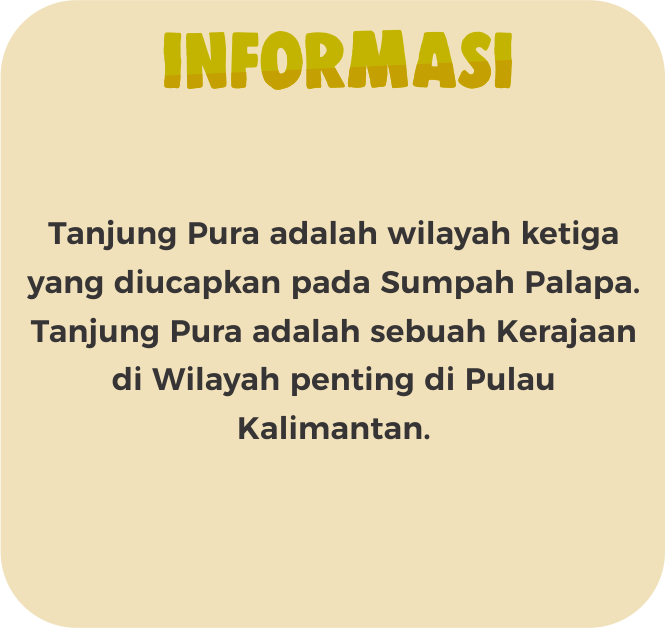 INFORMASI
Tanjung Pura adalah wilayah ketiga
yang diucapkan pada Sumpah Palapa.
Tanjung Pura adalah sebuah Kerajaan
di Wilayah penting di Pulau
Kalimantan.